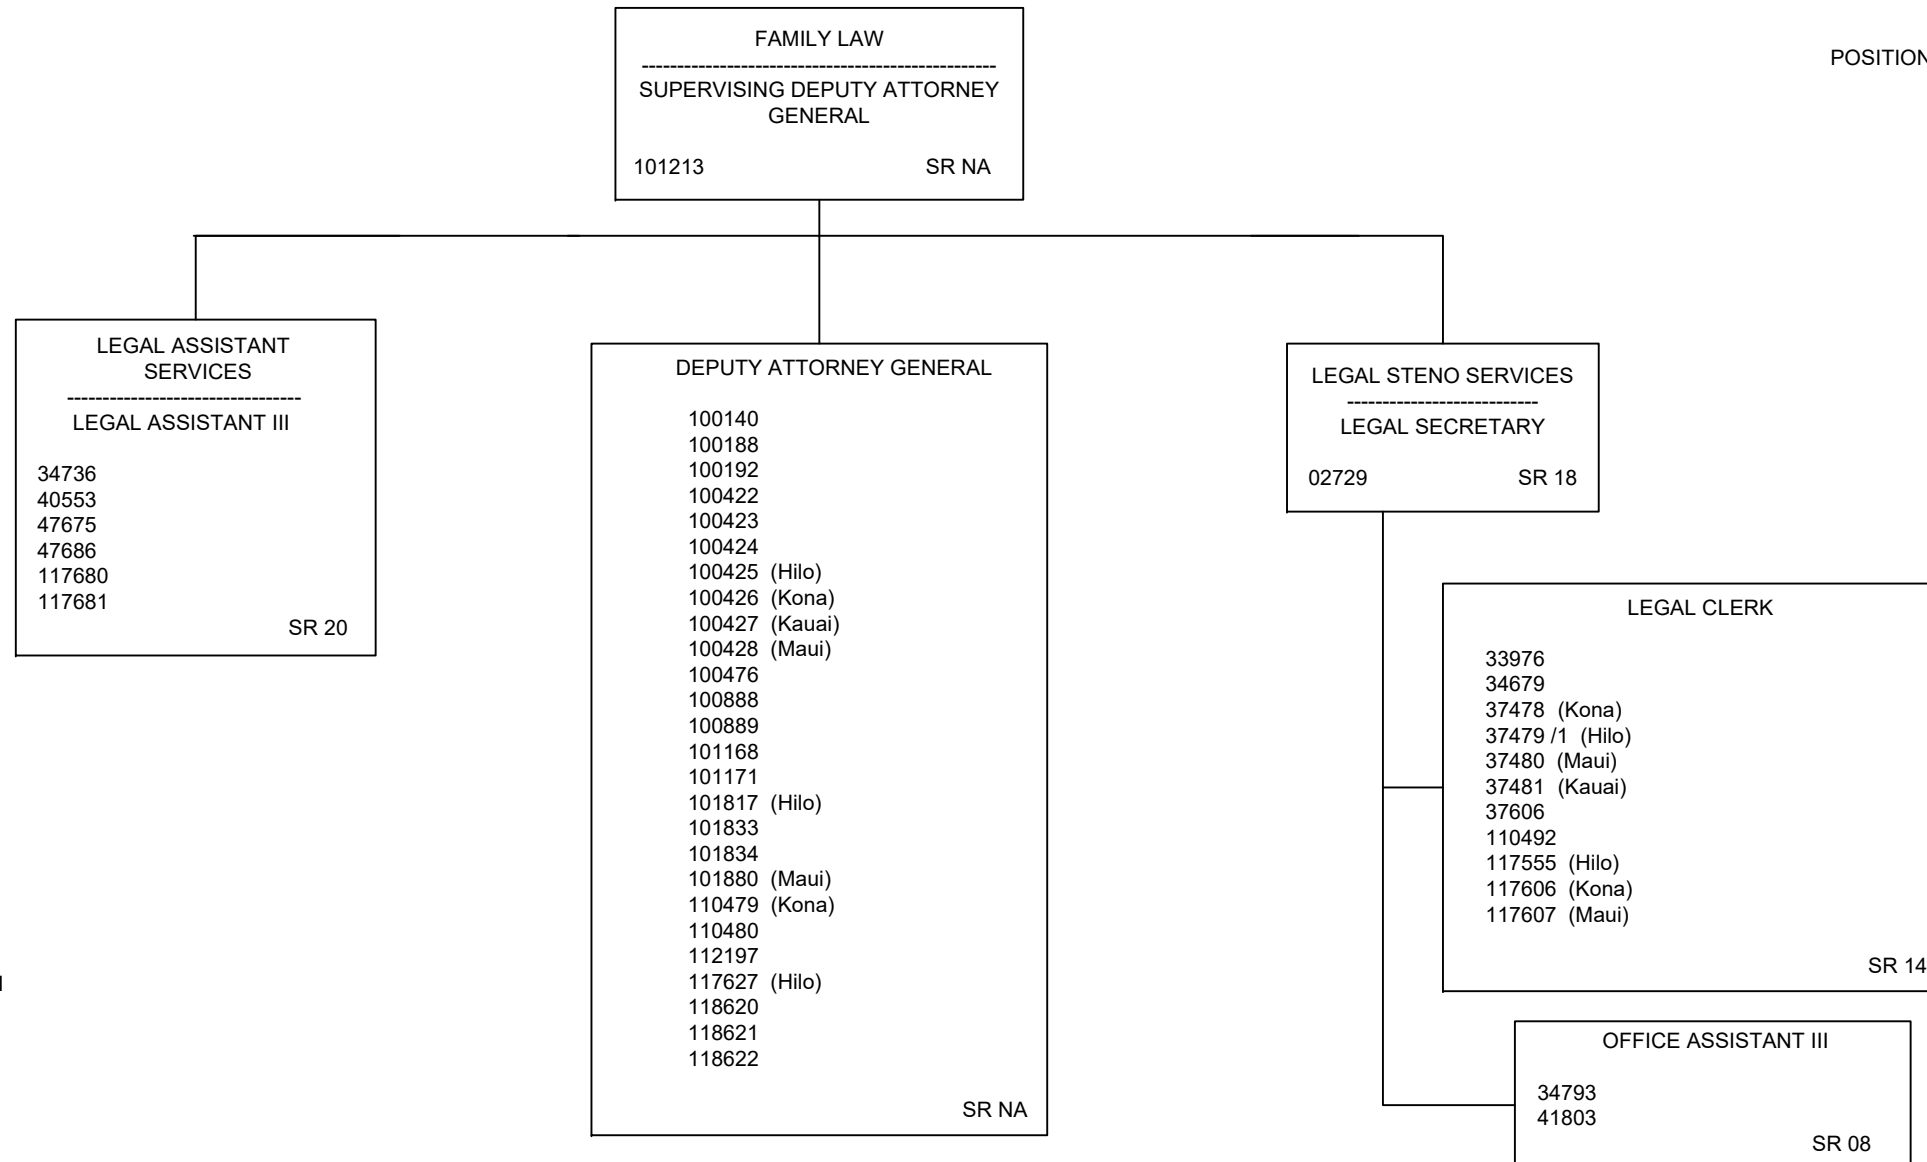 FAMILY LAW
--------------------------------------------------
SUPERVISING DEPUTY ATTORNEY
GENERAL
101213 SR NA
POSITION
LEGAL ASSISTANT
SERVICES
---------------------------------
LEGAL ASSISTANT III
34736
40553
47675
47686
117680
117681
SR 20
DEPUTY ATTORNEY GENERAL
100140
100188
100192
100422
100423
100424
100425 (Hilo)
100426 (Kona)
100427 (Kauai)
100428 (Maui)
100476
100888
100889
101168
101171
101817 (Hilo)
101833
101834
101880 (Maui)
110479 (Kona)
110480
112197
117627 (Hilo)
118620
118621
118622
SR NA
LEGAL STENO SERVICES
---------------------------
LEGAL SECRETARY
02729 SR 18
LEGAL CLERK
33976
34679
37478 (Kona)
37479 /1 (Hilo)
37480 (Maui)
37481 (Kauai)
37606
110492
117555 (Hilo)
117606 (Kona)
117607 (Maui)
SR 14
OFFICE ASSISTANT III
34793
41803
SR 08